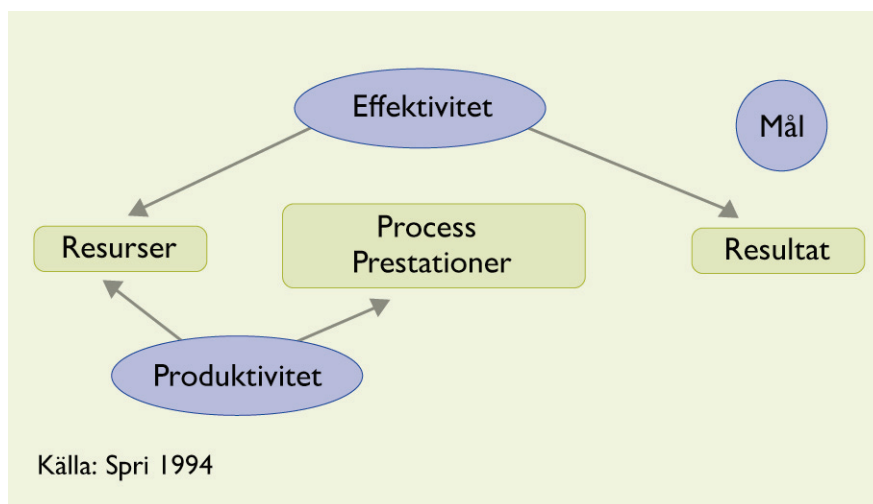 Effektivitet
Mål
Resurser
Process
Prestationer
Resultat
Produktivitet
Källa: Spri 1994